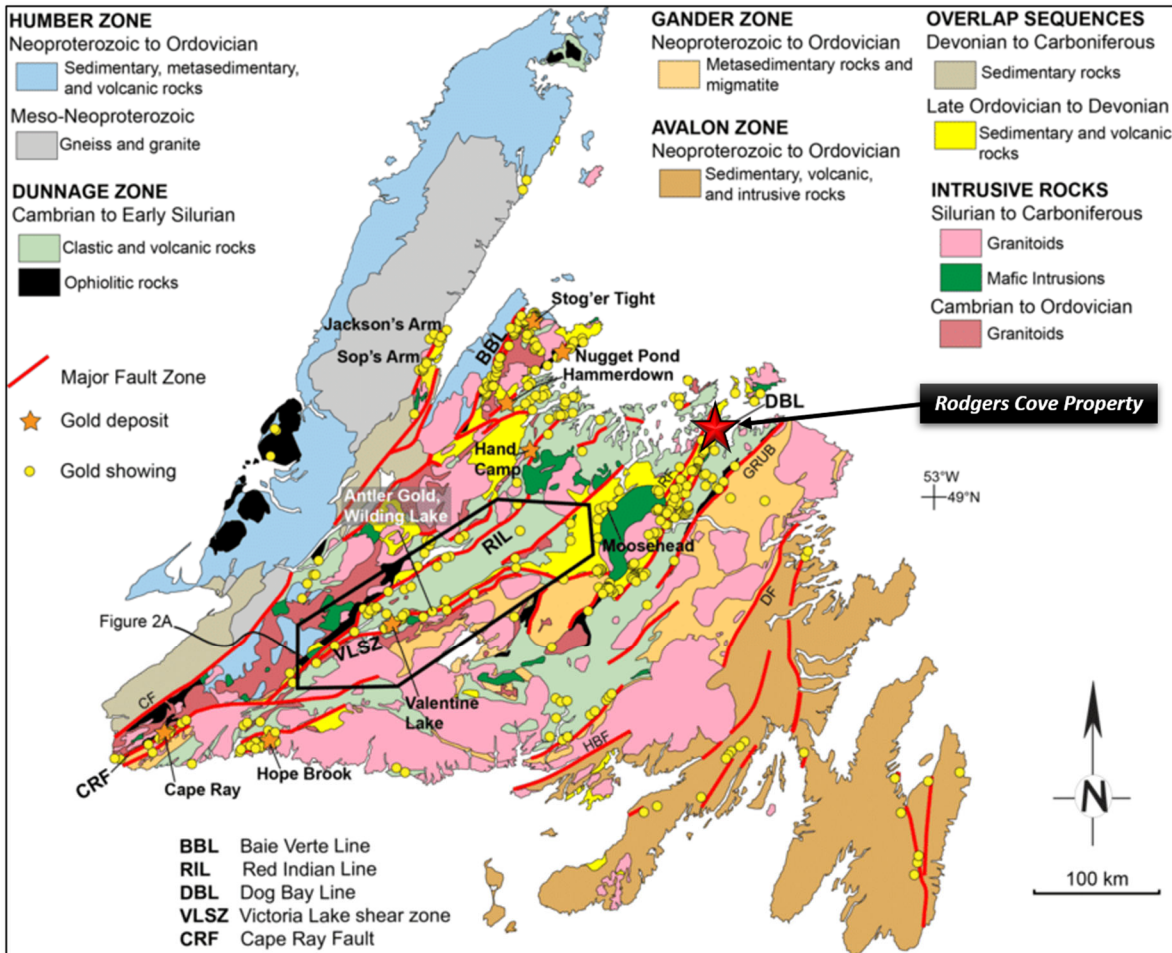 HUMBER ZONE
Neoproterozoic to Ordovician
Sedimentary, metasedimentary,
and volcanic rocks
Meso-Neoproterozoic
Gneiss and granite
DUNNAGE ZONE
Cambrian to Early Silurian
Clastic and volcanic rocks
Ophiolitic rocks
Major Fault Zone
Gold deposit
Gold showing
GANDER ZONE
Neoproterozoic to Ordovician
Metasedimentary rocks and
migmatite
AVALON ZONE
Neoproterozoic to Ordovician
Sedimentary, volcanic,
and intrusive rocks
OVERLAP SEQUENCES
Devonian to Carboniferous
Sedimentary rocks
Late Ordovician to Devonian
Sedimentary and volcanic
rocks
INTRUSIVE ROCKS
Silurian to Carboniferous
Granitoids
Mafic Intrusions
Cambrian to Ordovician
Granitoids
Stog'er Tight
Jackson's Arm
BBL
Sop's Arm
Nugget Pond
Hammerdown
DBL
Rodgers Cove Property
Hand
Camp
GRUB
53°W
49°N
Antler Gold,
Wilding Lake
RIL
Moosehead
Figure 2A
DF
VLSZ
Valentine
Lake
CF
HBF
Hope Brook
Cape Ray
CRF
N
100 km
BBL Baie Verte Line
RIL Red Indian Line
DBL Dog Bay Line
VLSZ Victoria Lake shear zone
CRF Cape Ray Fault